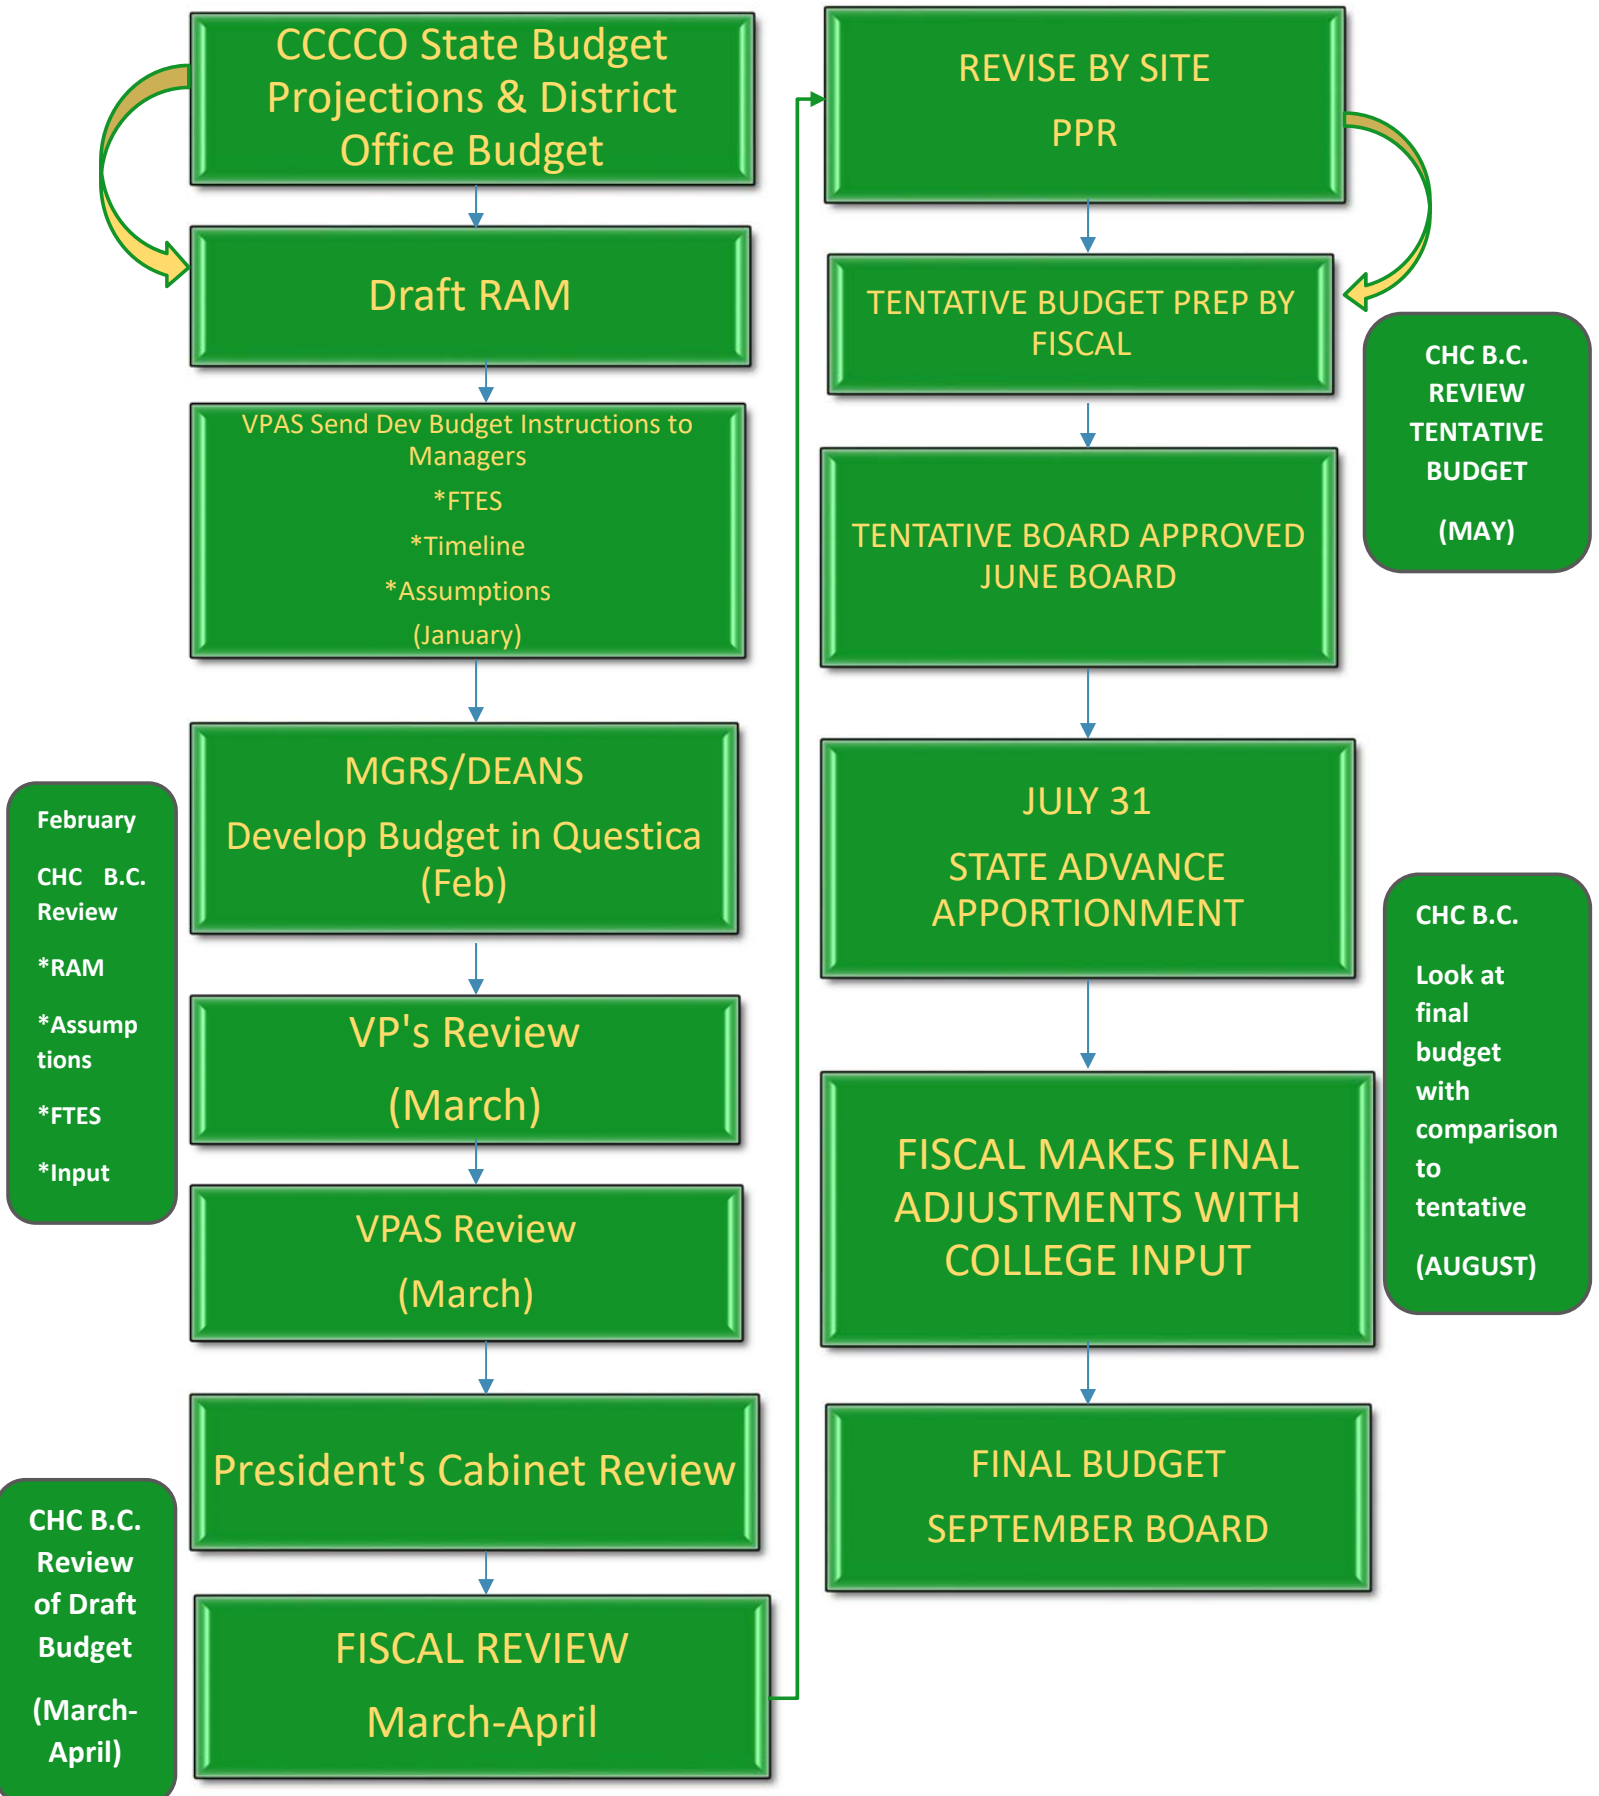 CCCCO State Budget
Projections & District
Office Budget
Draft RAM
VPAS Send Dev Budget Instructions to
Managers
*FTES
*Timeline
*Assumptions
(January)
MGRS/DEANS
Develop Budget in Questica
(Feb)
February
CHC B.C.
Review
*RAM
*Assump
tions
*FTES
*Input
VP's Review
(March)
VPAS Review
(March)
President's Cabinet Review
CHC B.C.
Review
of Draft
Budget
(March-
April)
FISCAL REVIEW
March-April
REVISE BY SITE
PPR
TENTATIVE BUDGET PREP BY
FISCAL
CHC B.C.
REVIEW
TENTATIVE
BUDGET
(MAY)
TENTATIVE BOARD APPROVED
JUNE BOARD
JULY 31
STATE ADVANCE
APPORTIONMENT
CHC B.C.
Look at
final
budget
with
comparison
to
tentative
(AUGUST)
FISCAL MAKES FINAL
ADJUSTMENTS WITH
COLLEGE INPUT
FINAL BUDGET
SEPTEMBER BOARD